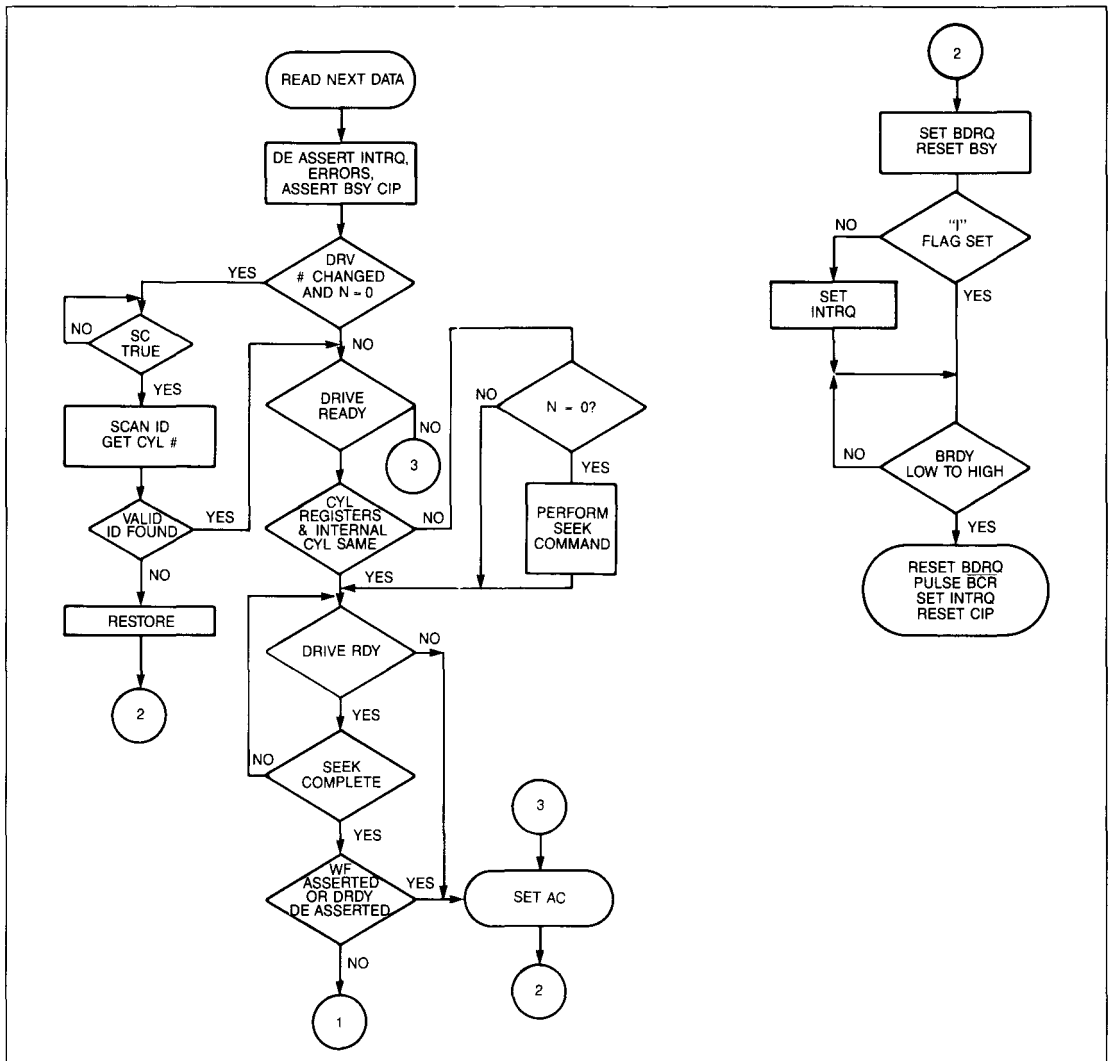 READ NEXT DATA
DE ASSERT INTRQ,
ERRORS,
ASSERT BSY CIP
DRV
# CHANGED
AND N = 0
YES
NO
SC
TRUE
NO
YES
SCAN ID
GET CYL #
VALID
ID FOUND
YES
NO
RESTORE
2
DRIVE
READY
NO
3
CYL
REGISTERS
& INTERNAL
CYL SAME
NO
YES
N = 0?
NO
YES
PERFORM
SEEK
COMMAND
DRIVE RDY
NO
YES
SEEK
COMPLETE
NO
YES
WF
ASSERTED
OR DRDY
DE ASSERTED
YES
NO
1
3
SET AC
2
2
SET BDRQ
RESET BSY
"I"
FLAG SET
NO
YES
SET
INTRQ
BRDY
LOW TO HIGH
NO
YES
RESET BDRQ
PULSE BCR
SET INTRQ
RESET CIP